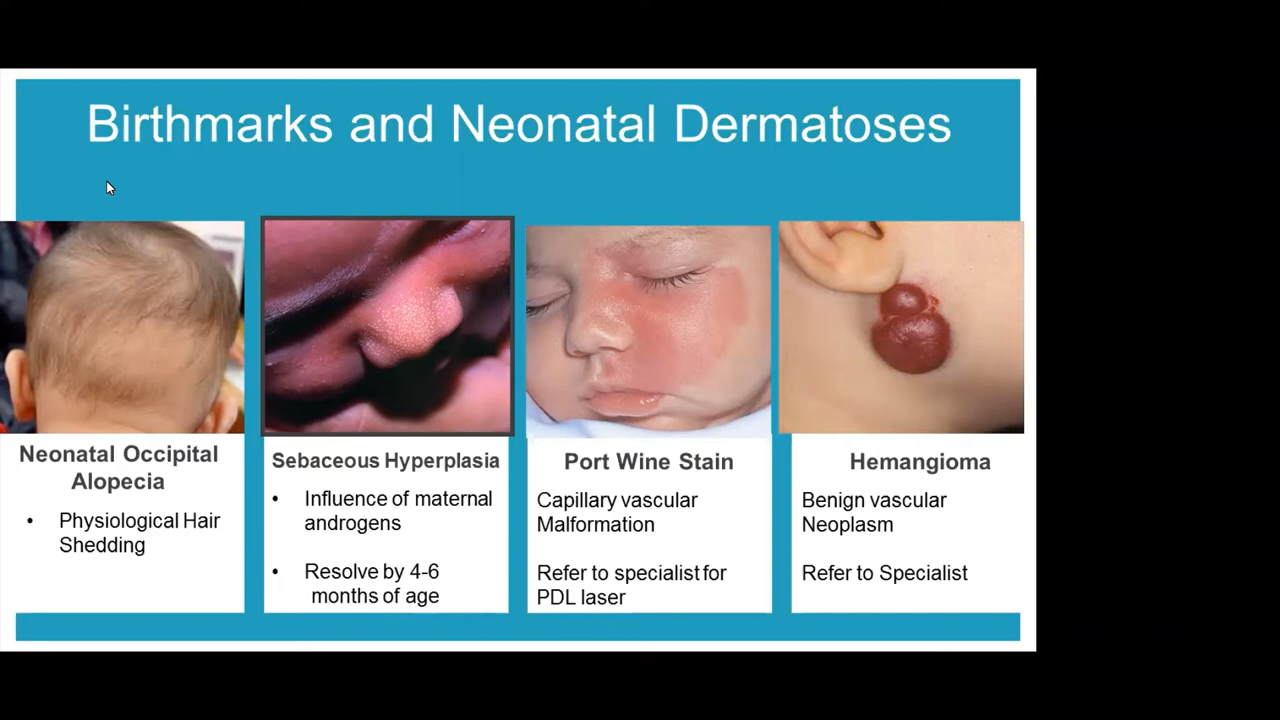 Birthmarks and Neonatal Dermatoses
Neonatal Occipital
Alopecia
• Physiological Hair
Shedding
Sebaceous Hyperplasia
• Influence of maternal
androgens
• Resolve by 4-6
months of age
Port Wine Stain
Capillary vascular
Malformation
Refer to specialist for
PDL laser
Hemangioma
Benign vascular
Neoplasm
Refer to Specialist